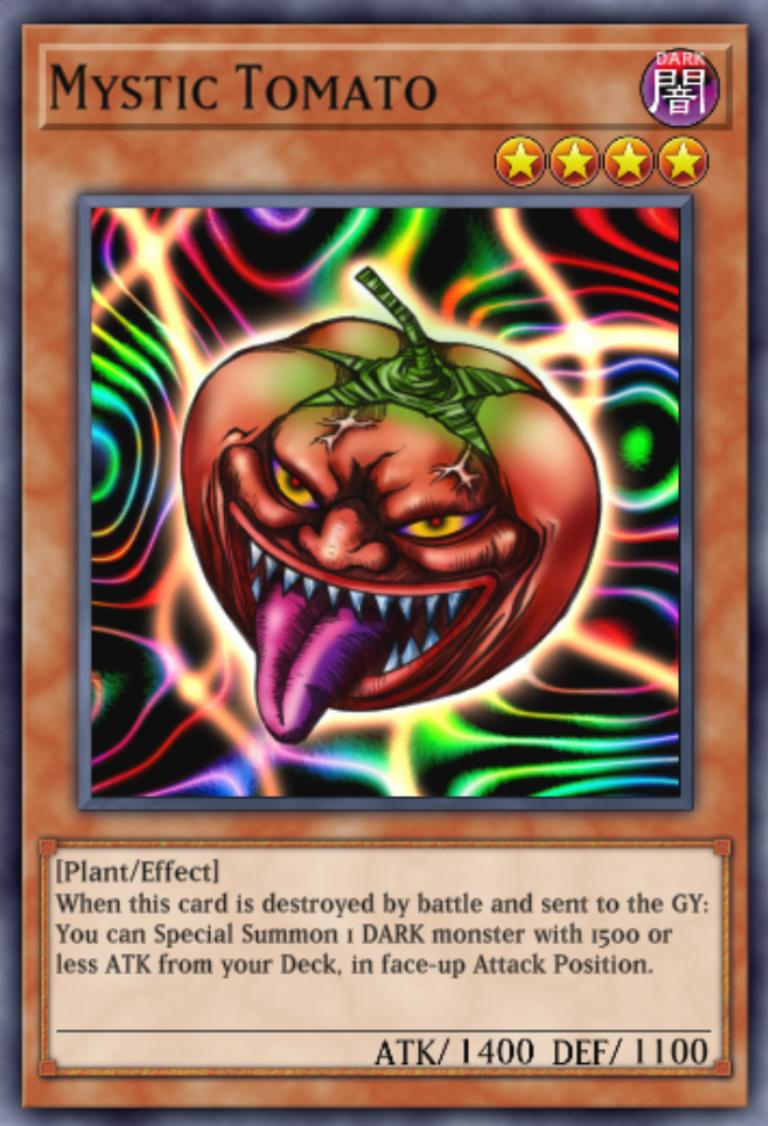 Mystic Tomato
DARK
闇
[Plant/Effect]
When this card is destroyed by battle and sent to the GY:
You can Special Summon 1 DARK monster with 1500 or
less ATK from your Deck, in face-up Attack Position.
ATK/ 1400 DEF/ 1100